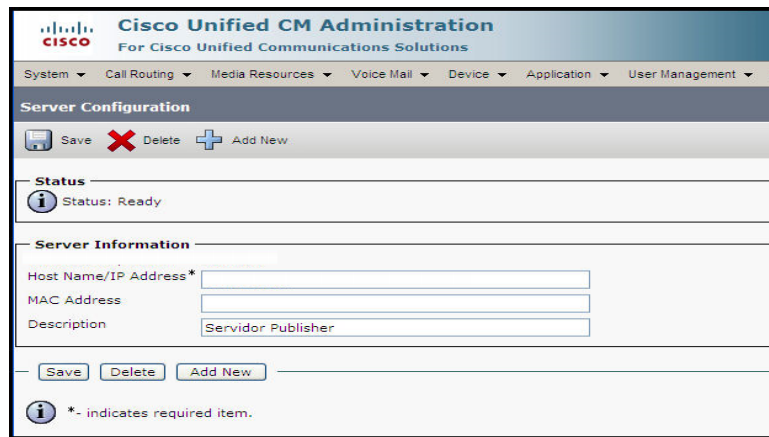 CISCO
Cisco Unified CM Administration
For Cisco Unified Communications Solutions
System Call Routing Media Resources Voice Mail Device Application User Management
Server Configuration
Save Delete Add New
Status
Status: Ready
Server Information
Host Name/IP Address*
MAC Address
Description Servidor Publisher
Save Delete Add New
*- indicates required item.